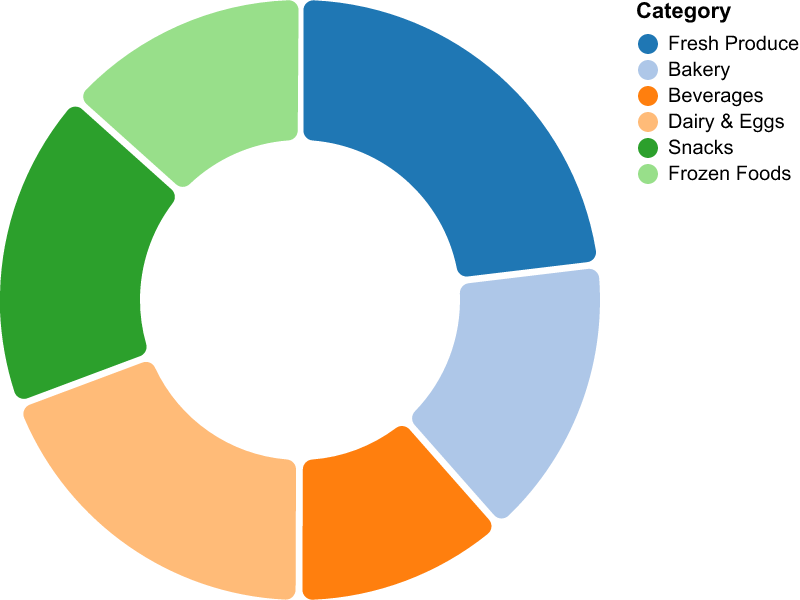 Category
Fresh Produce
Bakery
Beverages
Dairy & Eggs
Snacks
Frozen Foods